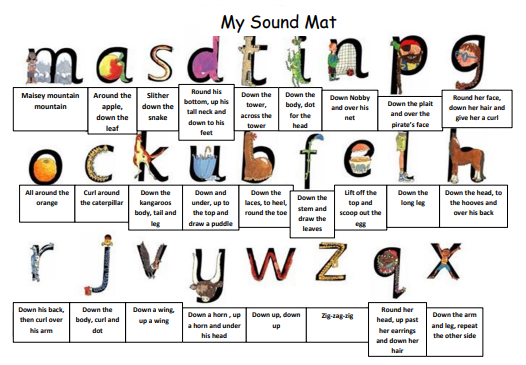 My Sound Mat
m a s d t i n p g
Maisey mountain
mountain
Around the
apple,
down the
leaf
Slither
down the
snake
Round his
bottom, up his
tall neck and
down to his
feet
Down the
tower,
across the
tower
Down the
body, dot
for the
head
Down Nobby
and over his
net
Down the plait
and over the
pirate's face
Round her face,
down her hair and
give her a curl
o c k u b f e l h
All around the
orange
Curl around
the caterpillar
Down the
kangaroos
body, tail and
leg
Down and
under, up to
the top and
draw a puddle
Down the
laces, to heel,
round the toe
Down the
stem and
draw the
leaves
Lift off the
top and
scoop out the
egg
Down the
long leg
Down the head, to
the hooves and
over his back
r j v y w z q x
Down his back,
then curl over
his arm
Down the
body, curl and
dot
Down a wing,
up a wing
Down a horn , up
a horn and under
his head
Down up, down
up
Zig-zag-zig
Round her
head, up past
her earrings
and down her
hair
Down the arm
and leg, repeat
the other side